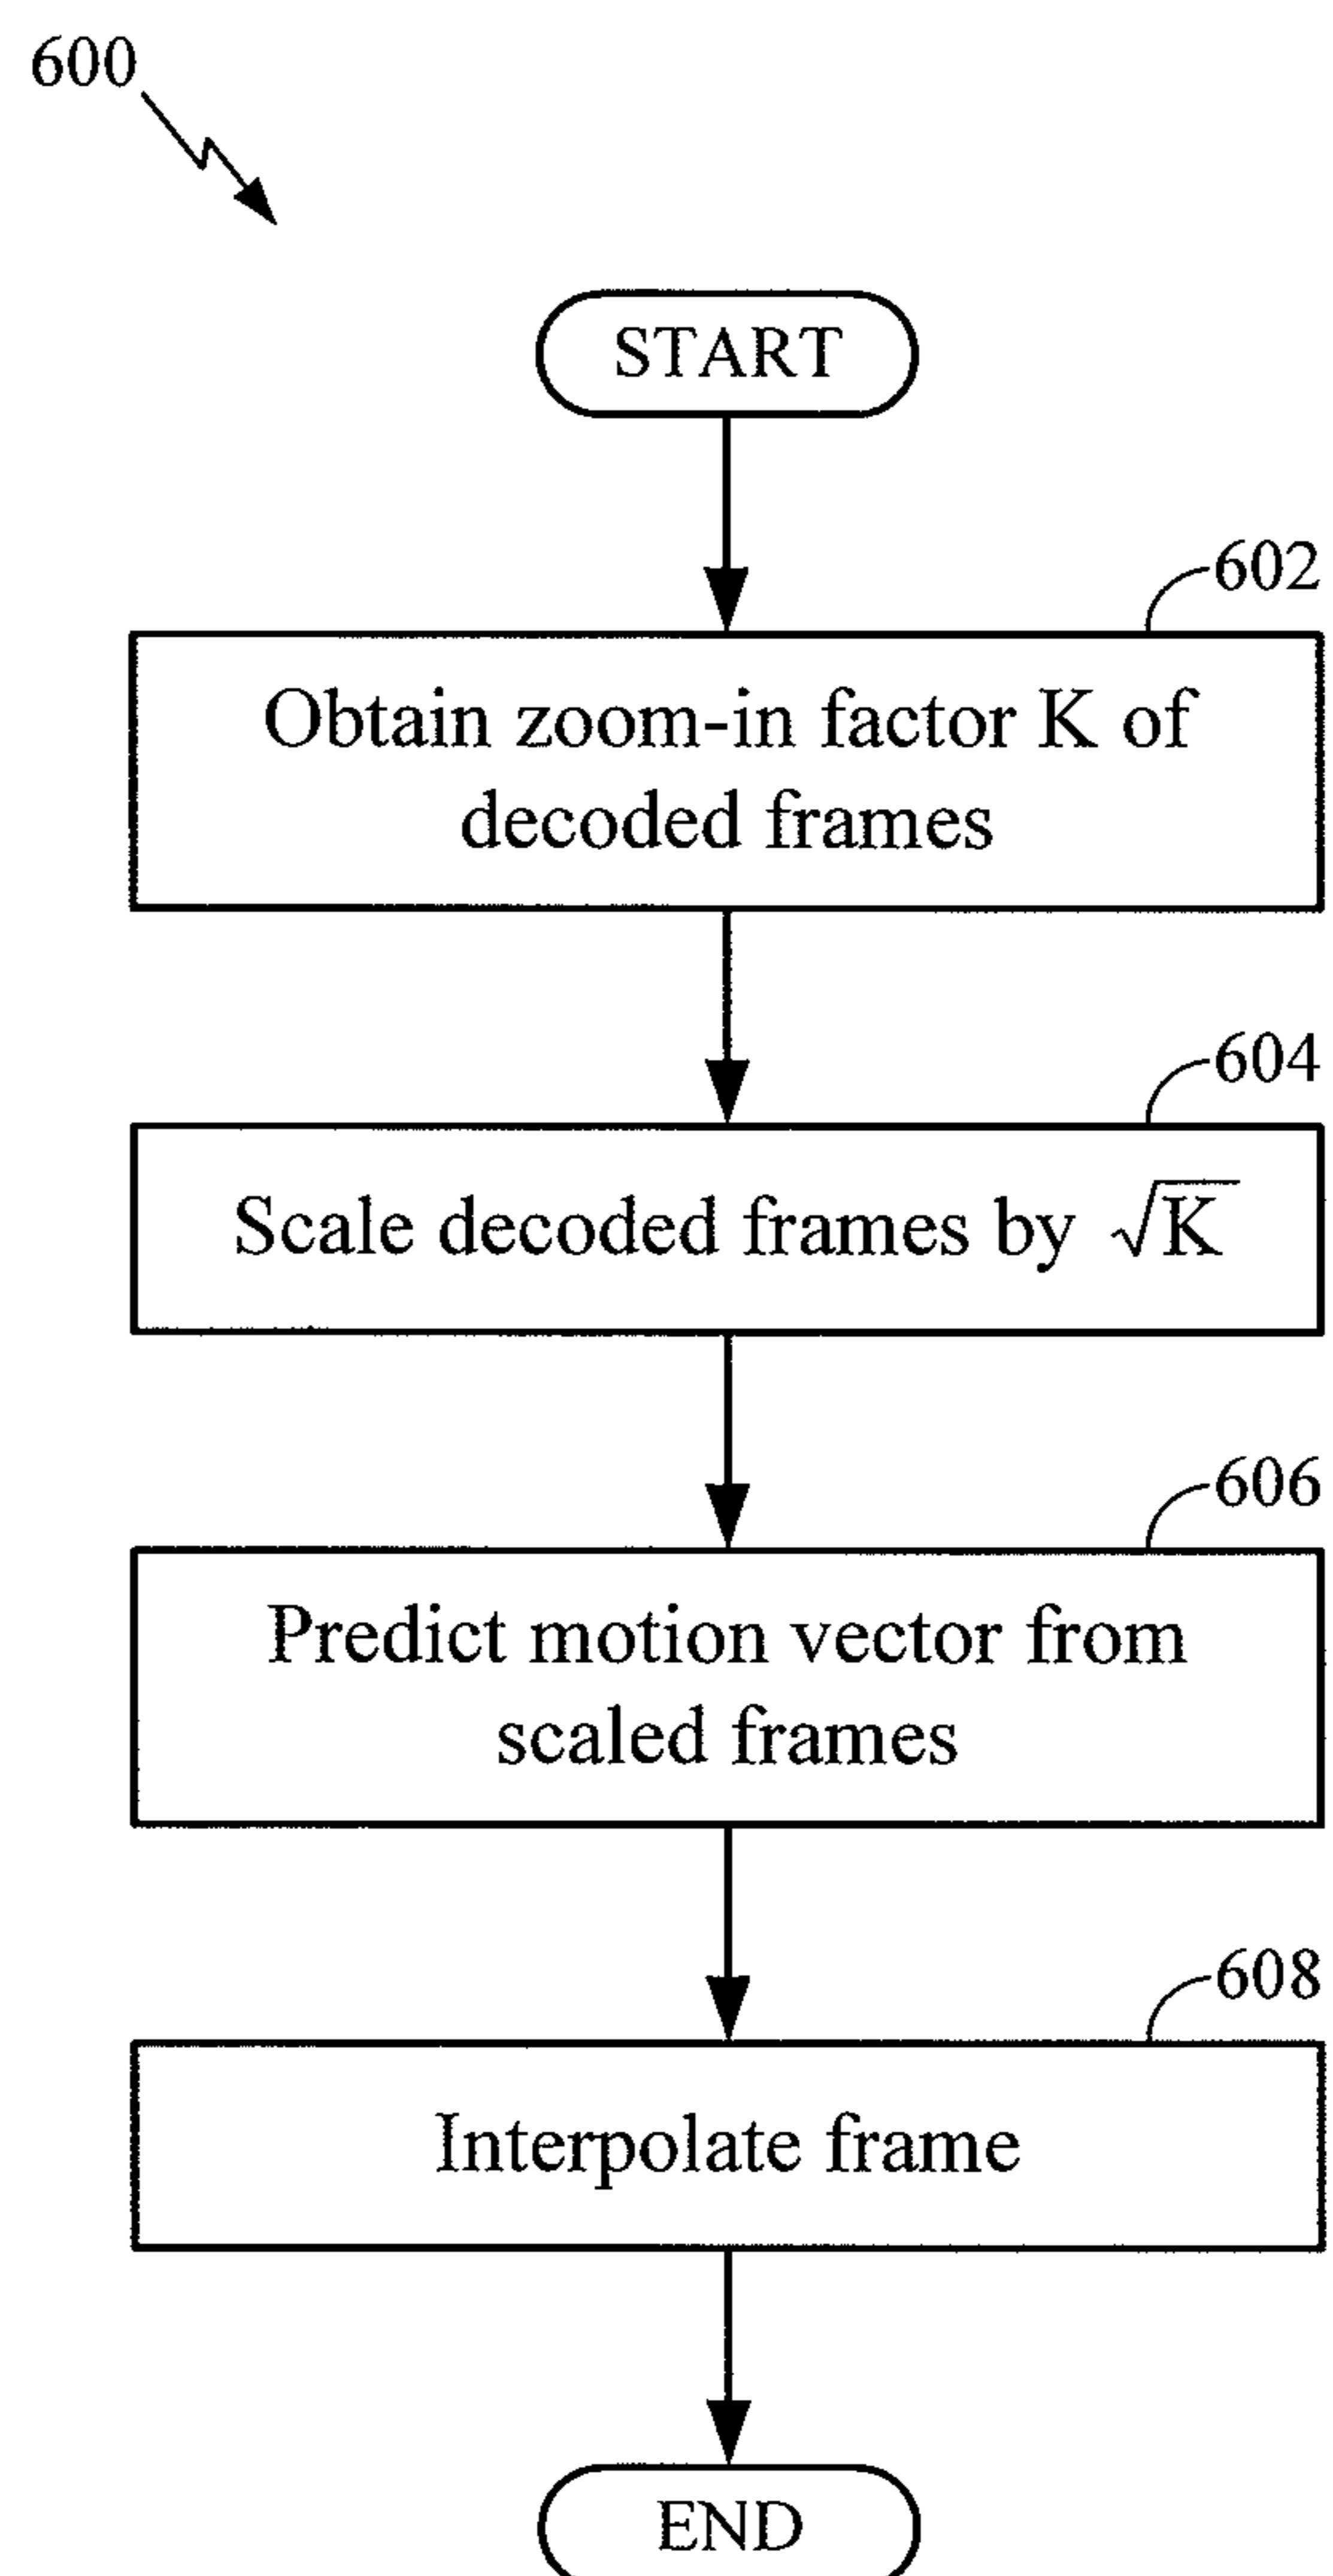 600
START
602
Obtain zoom-in factor K of
decoded frames
604
Scale decoded frames by √K
606
Predict motion vector from
scaled frames
608
Interpolate frame
END